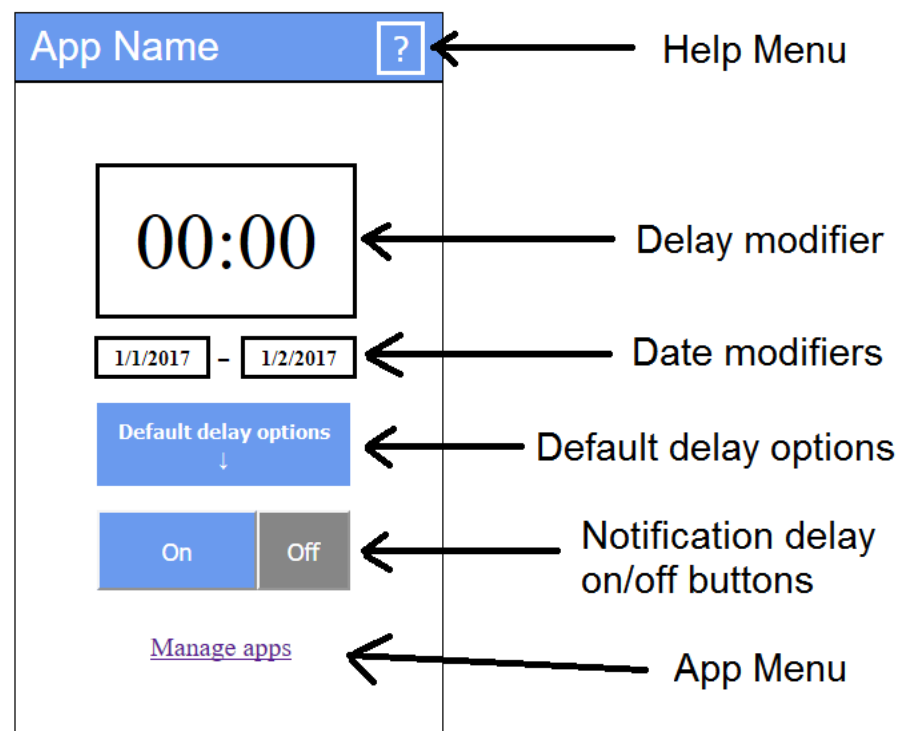 App Name
?
Help Menu
00:00
Delay modifier
1/1/2017 – 1/2/2017
Date modifiers
Default delay options
↓
Default delay options
On
Off
Notification delay
on/off buttons
Manage apps
App Menu